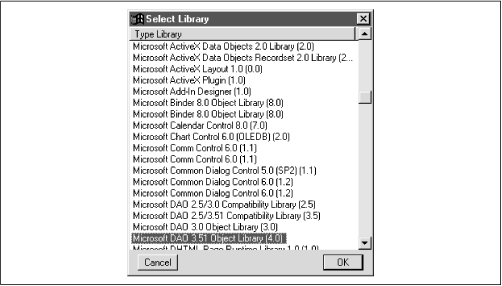 Select Library
Type Library
Microsoft ActiveX Data Objects 2.0 Library (2.0)
Microsoft ActiveX Data Objects Recordset 2.0 Library (2...
Microsoft ActiveX Layout 1.0 (0.0)
Microsoft ActiveX Plugin (1.0)
Microsoft Add-In Designer (1.0)
Microsoft Binder 8.0 Object Library (8.0)
Microsoft Binder 8.0 Object Library (8.0)
Microsoft Calendar Control 8.0 (7.0)
Microsoft Chart Control 6.0 (OLEDB) (2.0)
Microsoft Comm Control 6.0 (1.1)
Microsoft Comm Control 6.0 (1.1)
Microsoft Common Dialog Control 5.0 (SP2) (1.1)
Microsoft Common Dialog Control 6.0 (1.2)
Microsoft Common Dialog Control 6.0 (1.2)
Microsoft DAO 2.5/3.0 Compatibility Library (2.5)
Microsoft DAO 2.5/3.51 Compatibility Library (3.5)
Microsoft DAO 3.0 Object Library (3.0)
Microsoft DAO 3.51 Object Library (4.0)
Microsoft DHTML Page Runtime Library 1.0 (1.0)
Cancel
OK